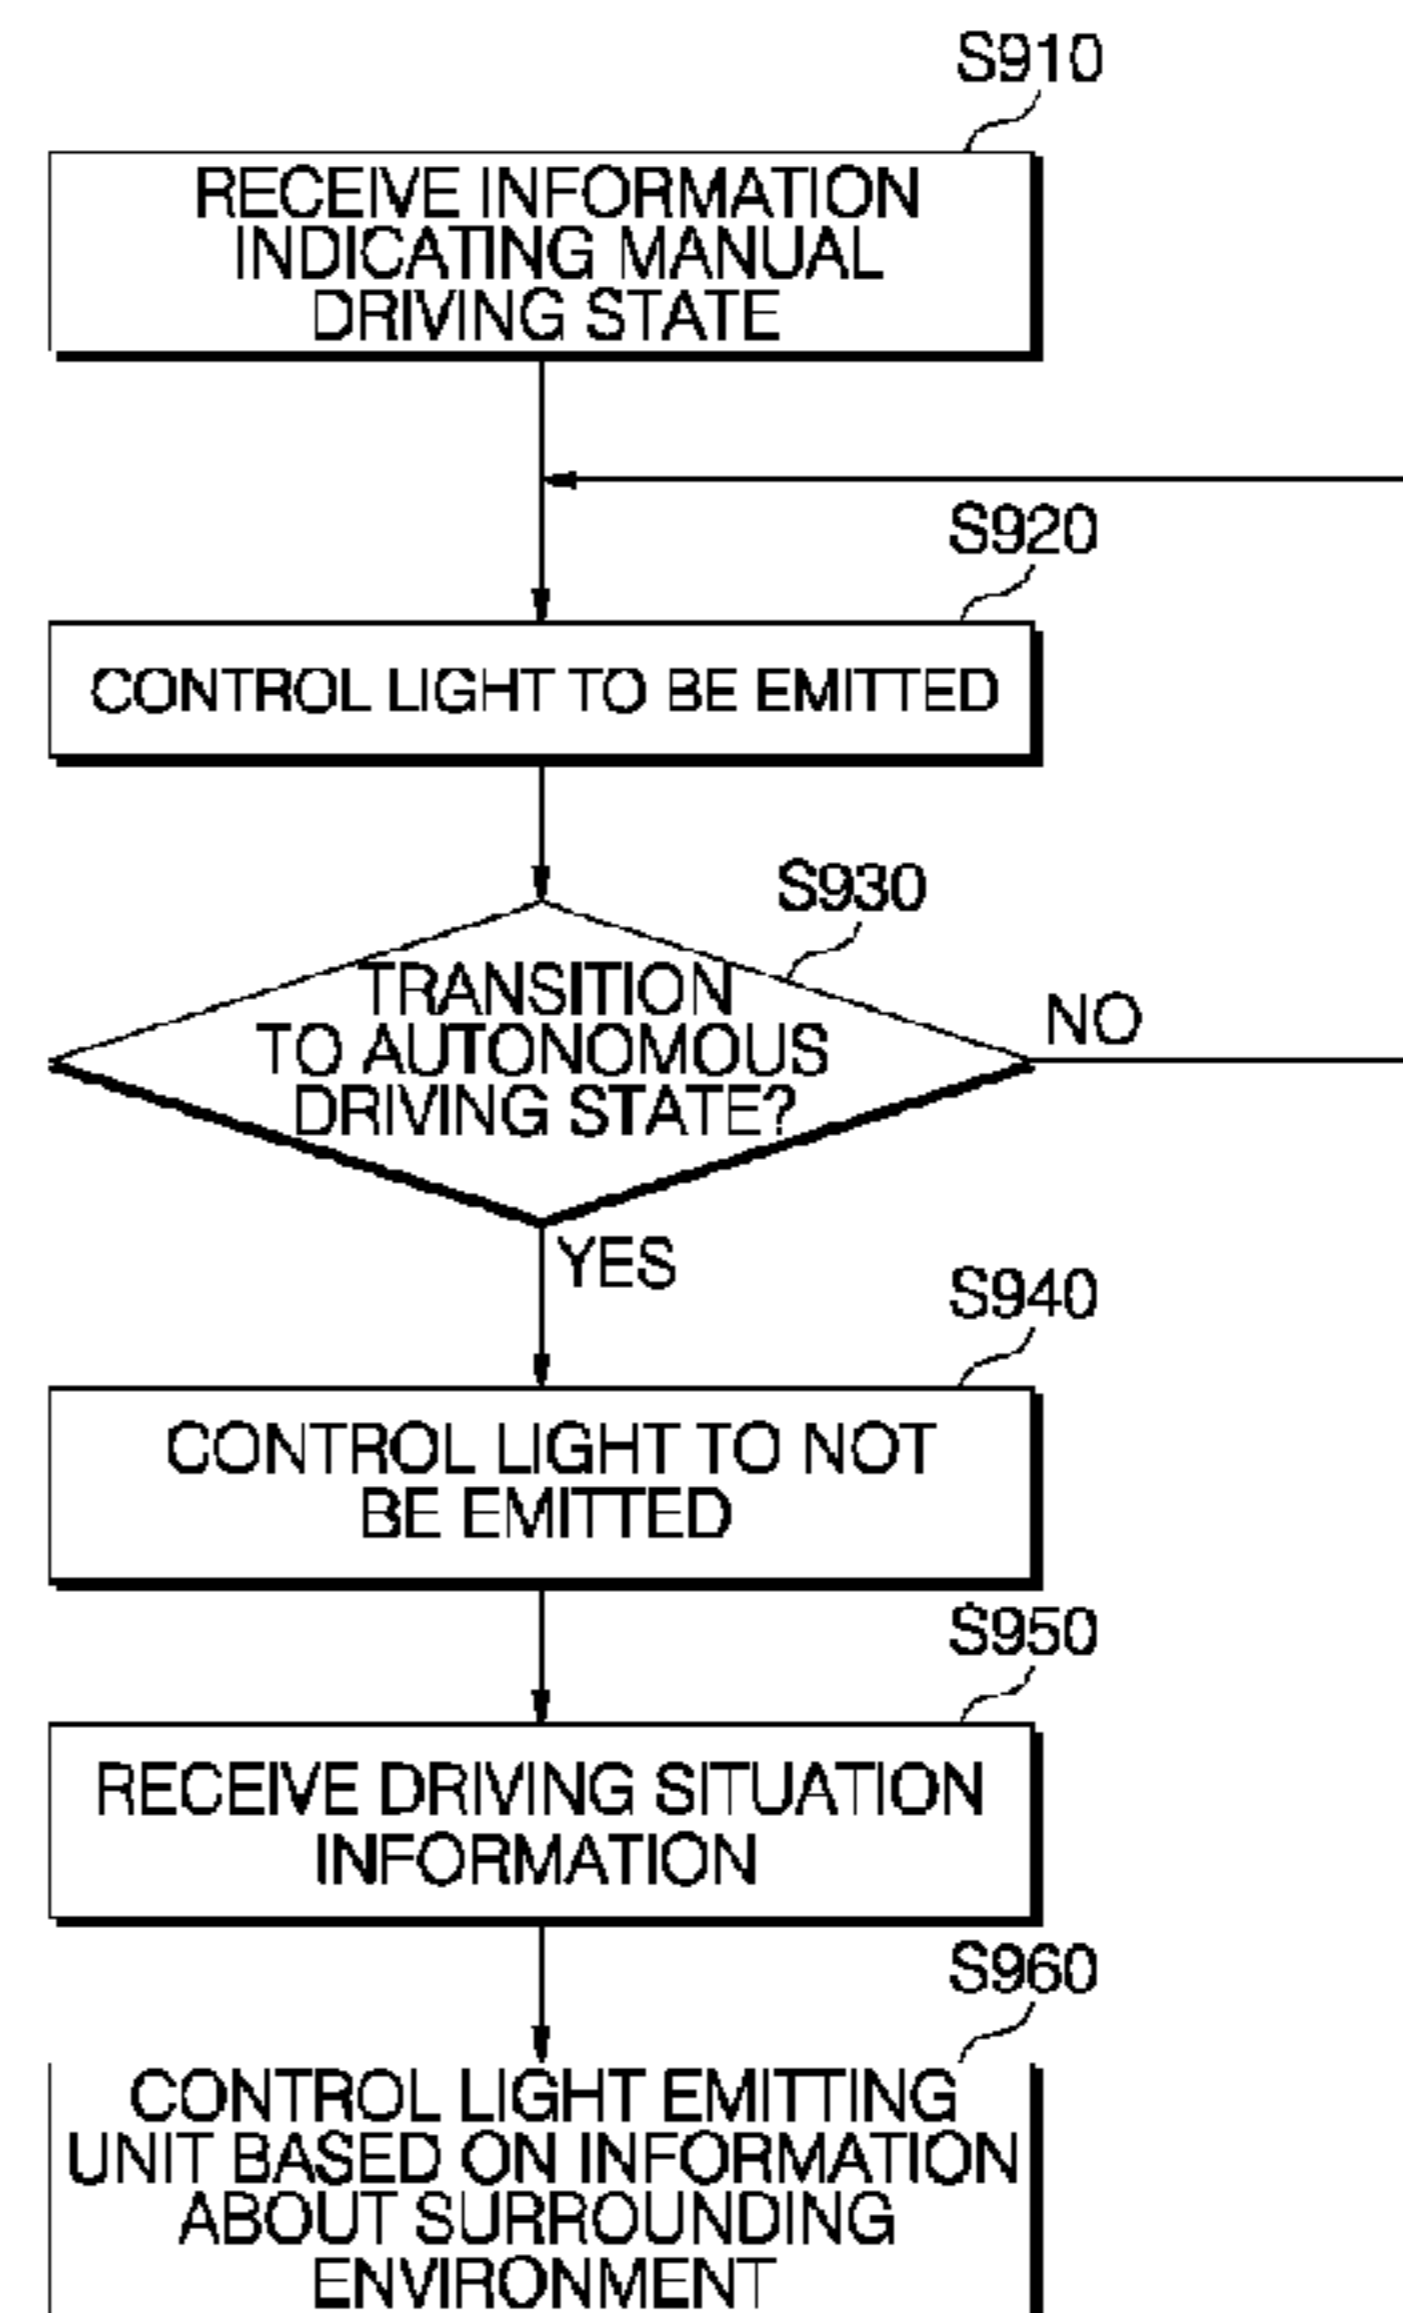 S910
RECEIVE INFORMATION
INDICATING MANUAL
DRIVING STATE
S920
CONTROL LIGHT TO BE EMITTED
S930
TRANSITION
TO AUTONOMOUS
DRIVING STATE?
NO
YES
S940
CONTROL LIGHT TO NOT
BE EMITTED
S950
RECEIVE DRIVING SITUATION
INFORMATION
S960
CONTROL LIGHT EMITTING
UNIT BASED ON INFORMATION
ABOUT SURROUNDING
ENVIRONMENT